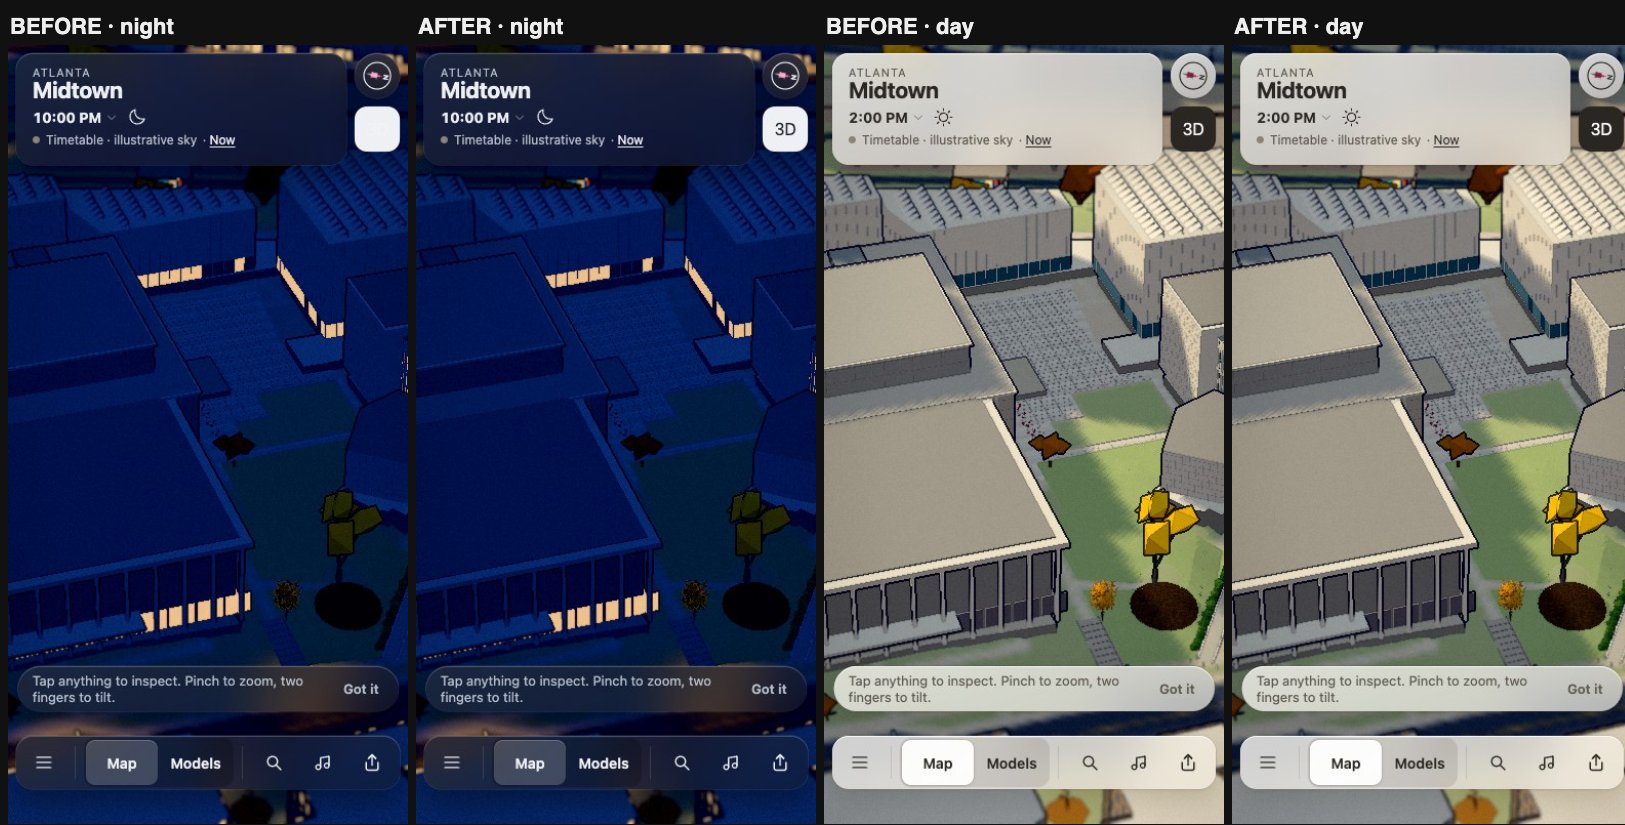 BEFORE · night
ATLANTA
Midtown
10:00 PM
Timetable · illustrative sky · Now
Tap anything to inspect. Pinch to zoom, two
fingers to tilt.
Got it
Map
Models
AFTER · night
ATLANTA
Midtown
10:00 PM
Timetable · illustrative sky · Now
3D
Tap anything to inspect. Pinch to zoom, two
fingers to tilt.
Got it
Map
Models
BEFORE · day
ATLANTA
Midtown
2:00 PM
Timetable · illustrative sky · Now
3D
Tap anything to inspect. Pinch to zoom, two
fingers to tilt.
Got it
Map
Models
AFTER · day
ATLANTA
Midtown
2:00 PM
Timetable · illustrative sky · Now
3D
Tap anything to inspect. Pinch to zoom, two
fingers to tilt.
Got it
Map
Models